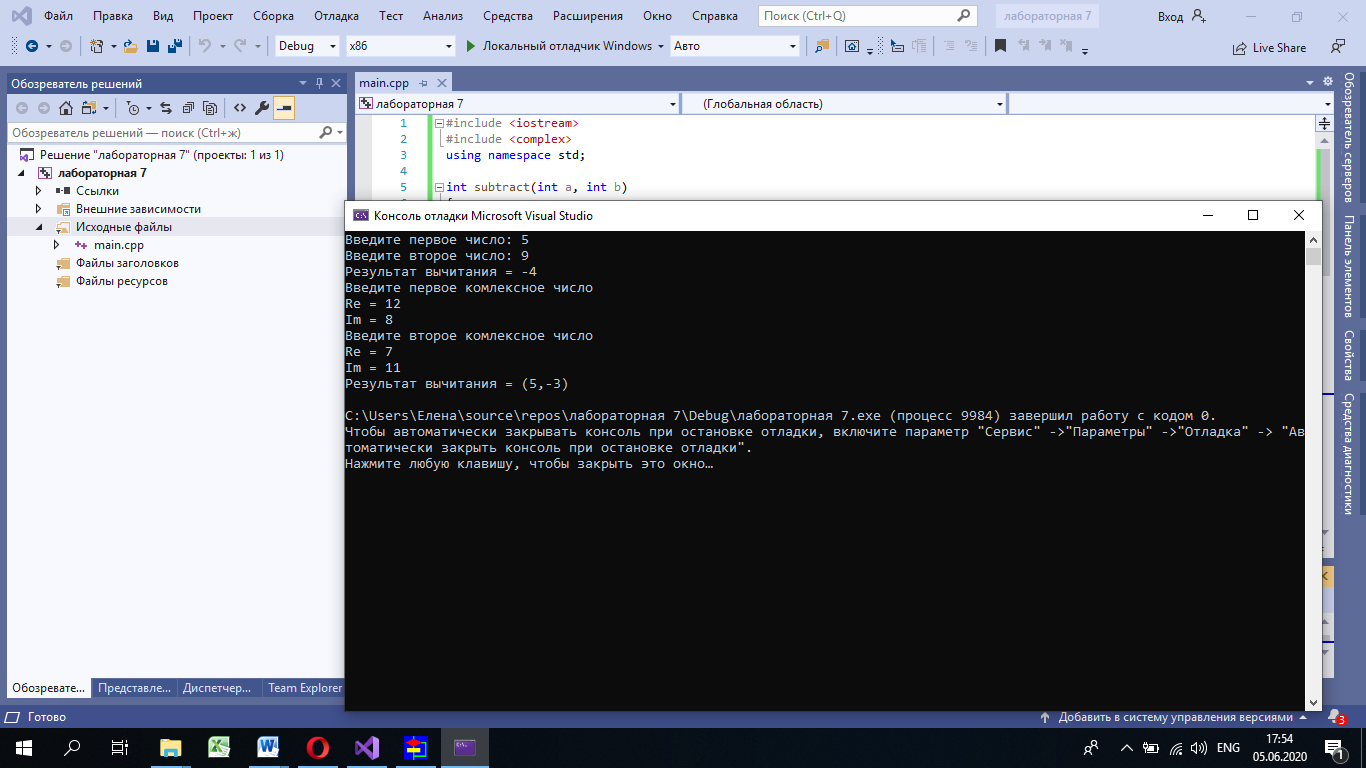 Файл Правка Вид Проект Сборка Отладка Тест Анализ Средства Расширения Окно Справка Поиск (Ctrl+Q) лабораторная 7 Вход
Debug x86 Локальный отладчик Windows Авто Live Share
Обозреватель решений
Обозреватель решений — поиск (Ctrl+ж)
Решение "лабораторная 7" (проекты: 1 из 1)
лабораторная 7
Ссылки
Внешние зависимости
Исходные файлы
main.cpp
Файлы заголовков
Файлы ресурсов
Обозревате... Представле... Диспетчер... Team Explorer
main.cpp
лабораторная 7 (Глобальная область)
1 #include <iostream>
2 #include <complex>
3 using namespace std;
4
5 int subtract(int a, int b)
Консоль отладки Microsoft Visual Studio
Введите первое число: 5
Введите второе число: 9
Результат вычитания = -4
Введите первое комлексное число
Re = 12
Im = 8
Введите второе комлексное число
Re = 7
Im = 11
Результат вычитания = (5,-3)
C:\Users\Елена\source\repos\лабораторная 7\Debug\лабораторная 7.exe (процесс 9984) завершил работу с кодом 0.
Чтобы автоматически закрывать консоль при остановке отладки, включите параметр "Сервис" ->"Параметры" ->"Отладка" -> "Ав
томатически закрыть консоль при остановке отладки".
Нажмите любую клавишу, чтобы закрыть это окно…
Обозреватель серверов
Панель элементов
Свойства
Средства диагностики
Готово Добавить в систему управления версиями 3
ENG 17:54
05.06.2020 1